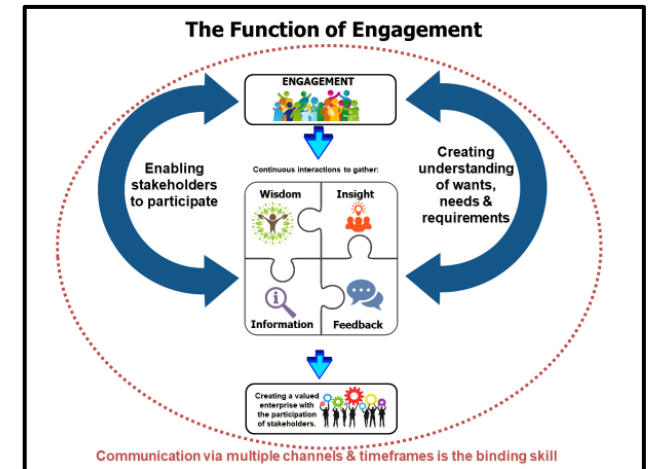 The Function of Engagement
ENGAGEMENT
Enabling
stakeholders
to participate
Creating
understanding
of wants,
needs &
requirements
Continuous interactions to gather:
Wisdom
Insight
Information
Feedback
Creating a valued
enterprise with
the participation
of stakeholders.
Communication via multiple channels & timeframes is the binding skill